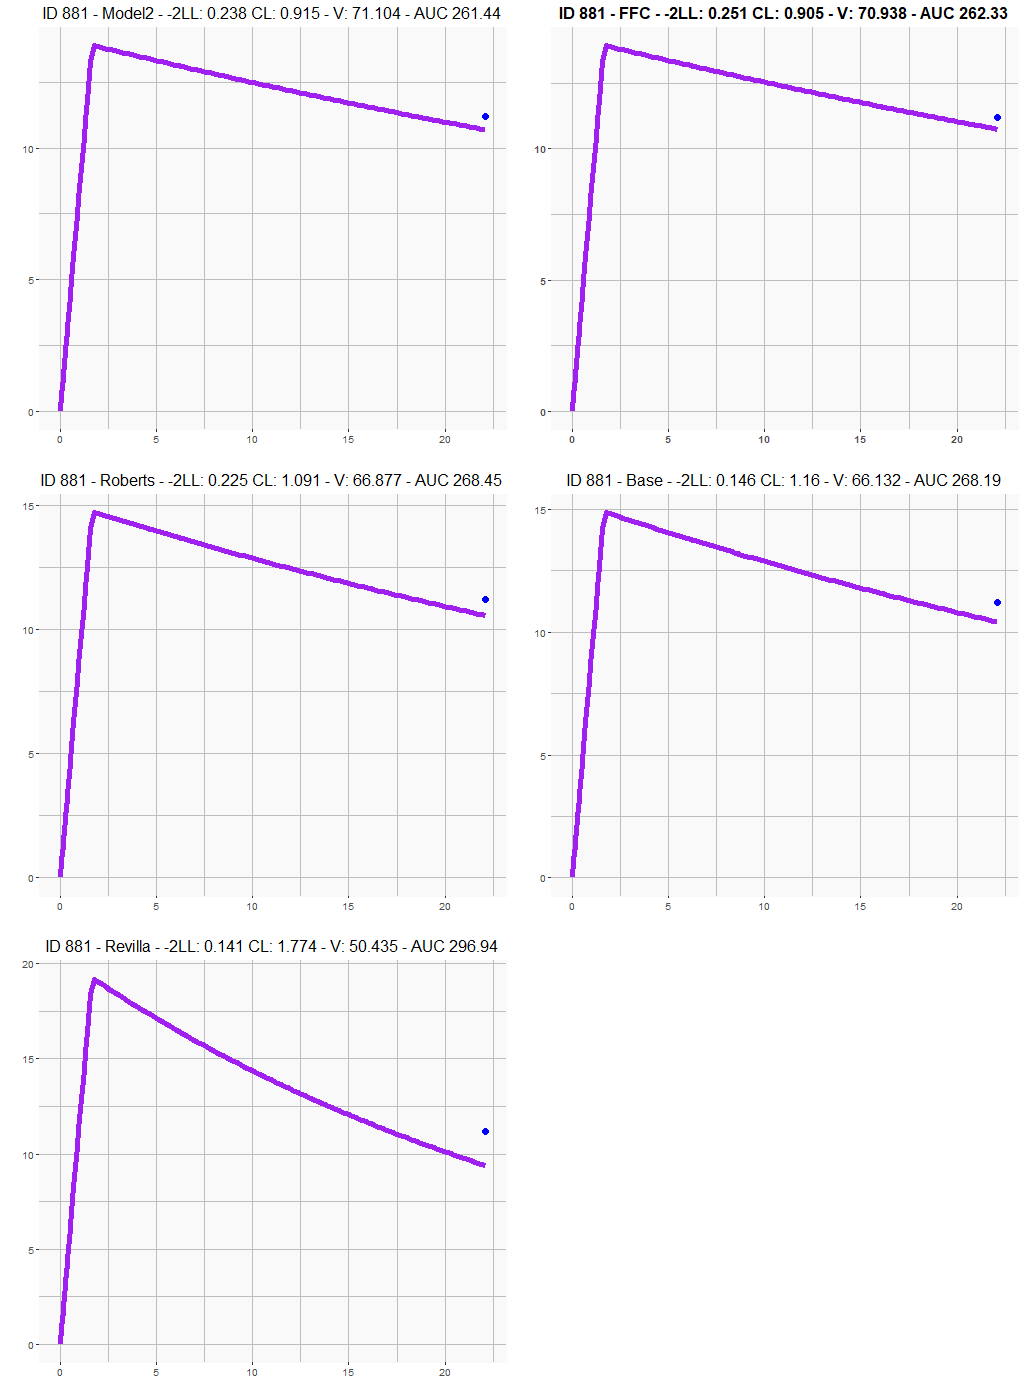 ID 881 - Model2 - -2LL: 0.238 CL: 0.915 - V: 71.104 - AUC 261.44
10
5
0
0 5 10 15 20
ID 881 - FFC - -2LL: 0.251 CL: 0.905 - V: 70.938 - AUC 262.33
10
5
0
0 5 10 15 20
ID 881 - Roberts - -2LL: 0.225 CL: 1.091 - V: 66.877 - AUC 268.45
15
10
5
0
0 5 10 15 20
ID 881 - Base - -2LL: 0.146 CL: 1.16 - V: 66.132 - AUC 268.19
15
10
5
0
0 5 10 15 20
ID 881 - Revilla - -2LL: 0.141 CL: 1.774 - V: 50.435 - AUC 296.94
20
15
10
5
0
0 5 10 15 20